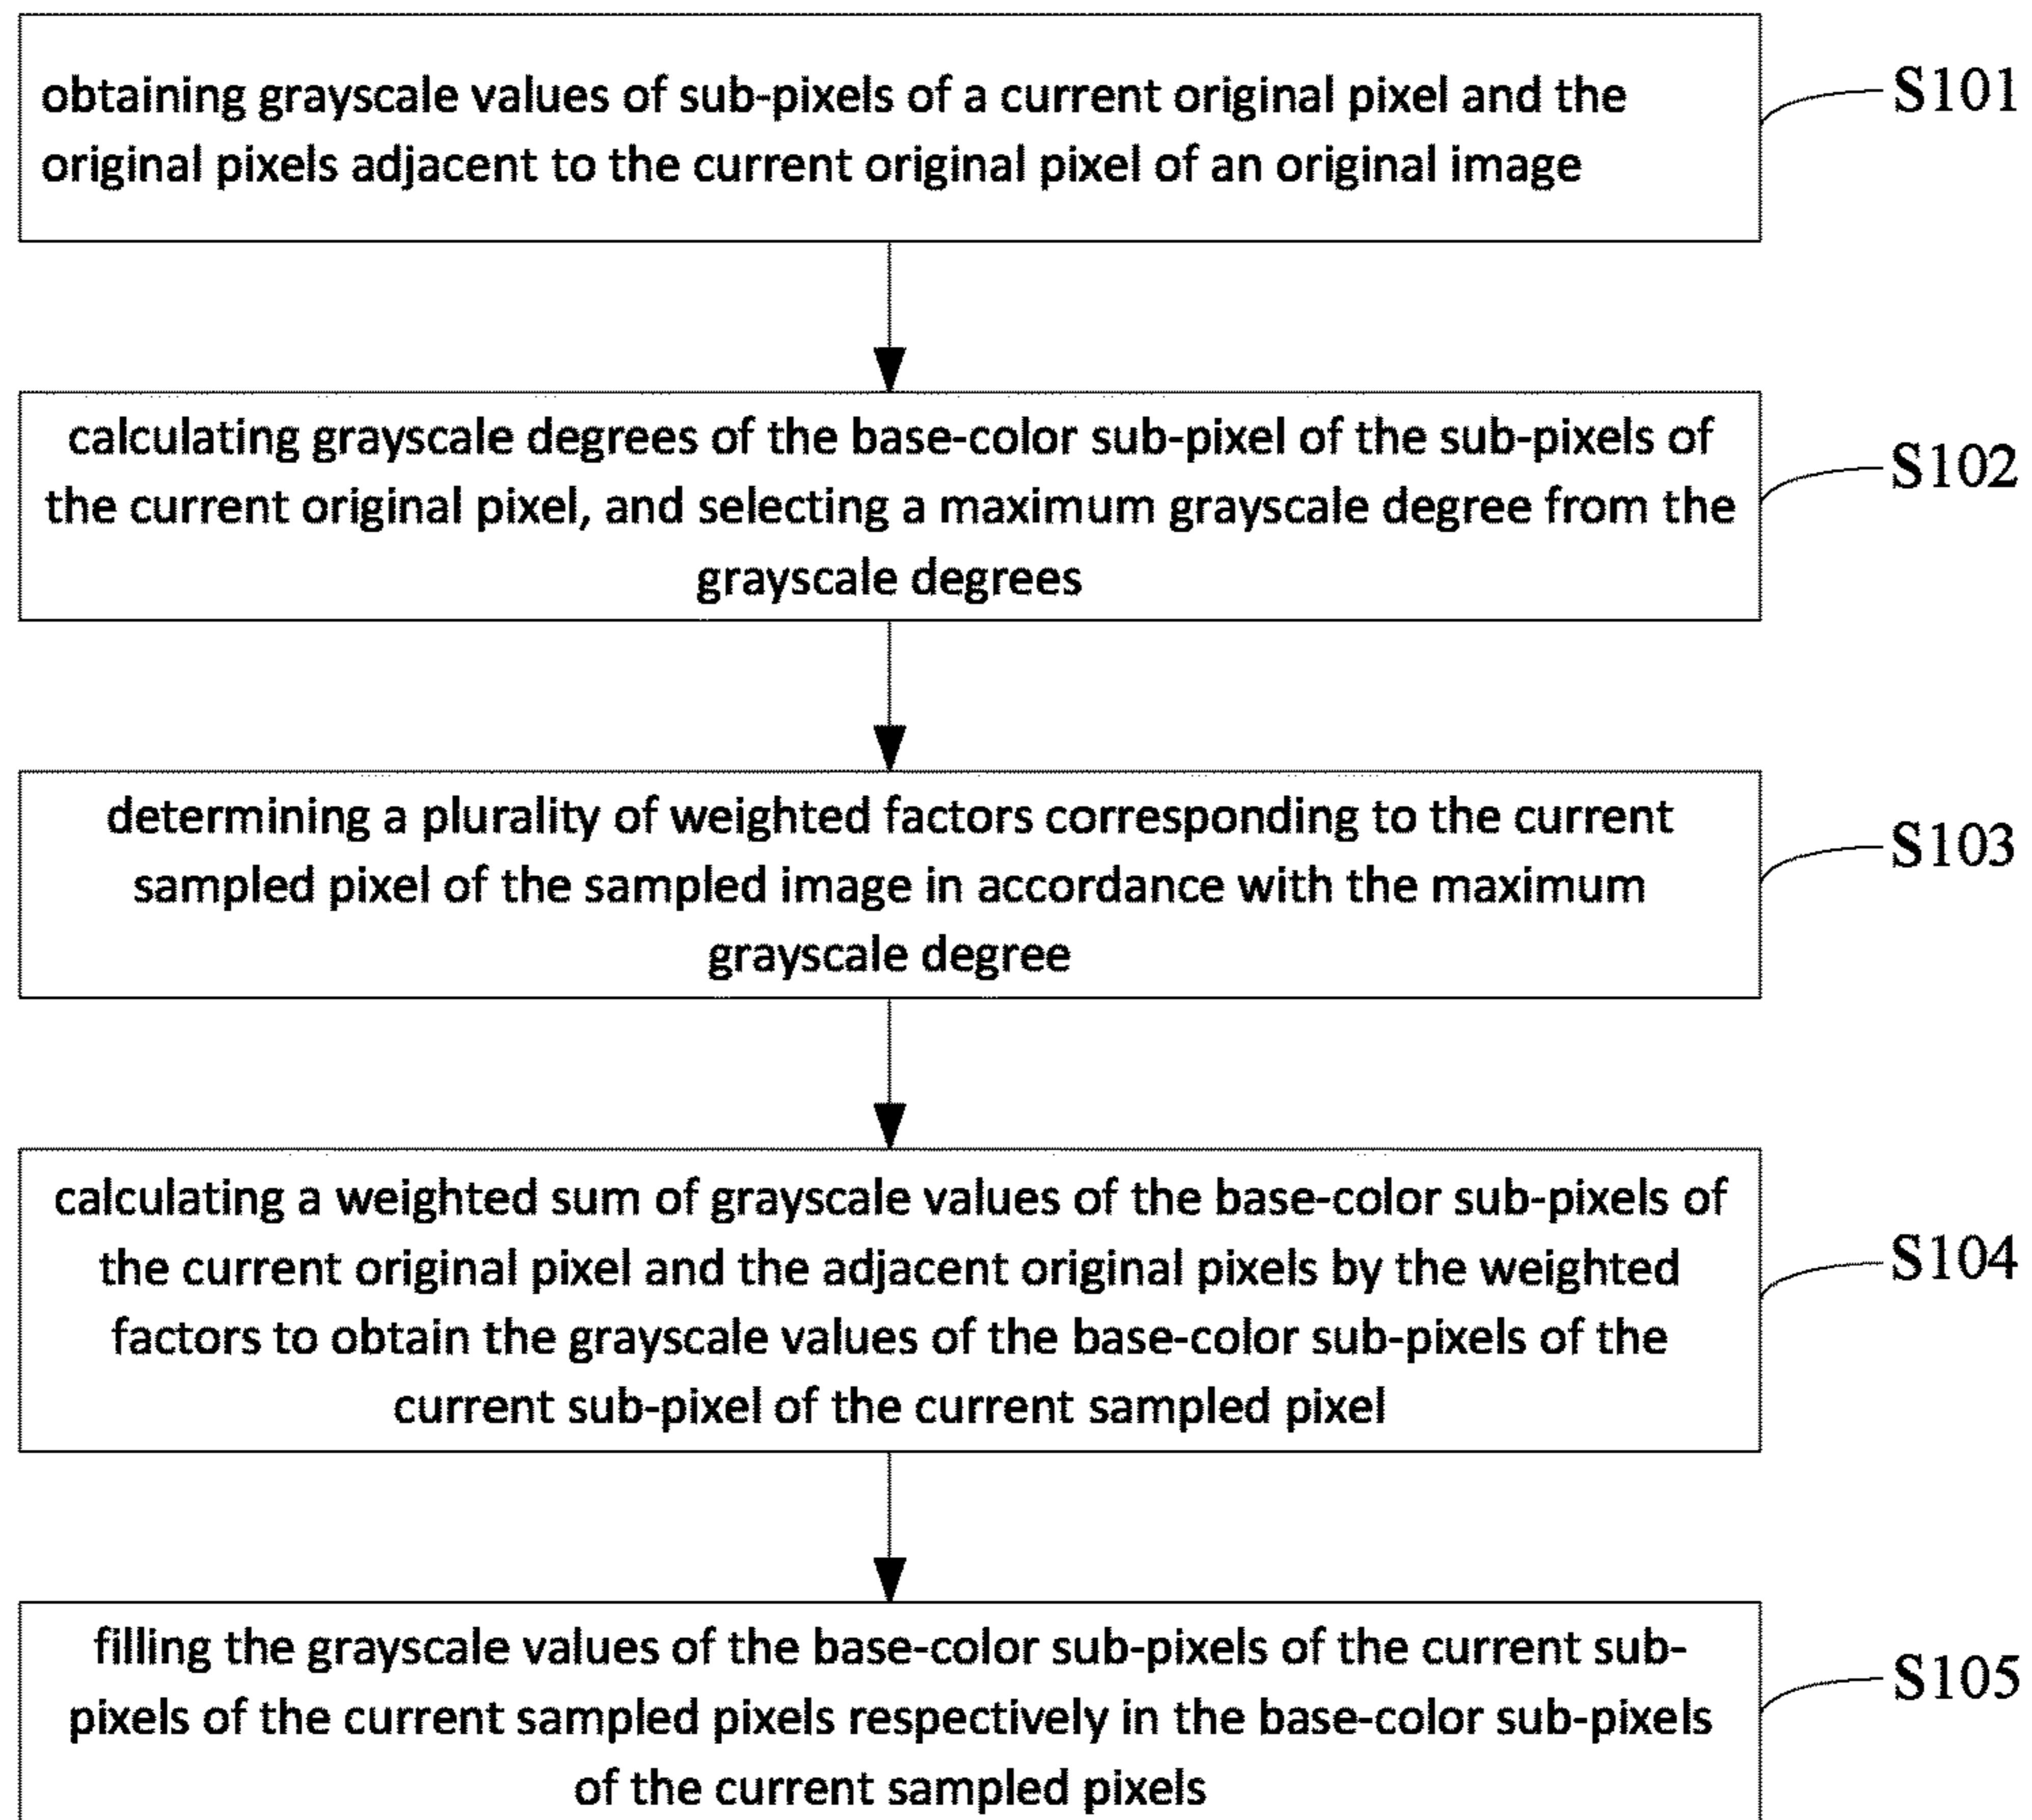 obtaining grayscale values of sub-pixels of a current original pixel and the
original pixels adjacent to the current original pixel of an original image
S101
calculating grayscale degrees of the base-color sub-pixel of the sub-pixels of
the current original pixel, and selecting a maximum grayscale degree from the
grayscale degrees
S102
determining a plurality of weighted factors corresponding to the current
sampled pixel of the sampled image in accordance with the maximum
grayscale degree
S103
calculating a weighted sum of grayscale values of the base-color sub-pixels of
the current original pixel and the adjacent original pixels by the weighted
factors to obtain the grayscale values of the base-color sub-pixels of the
current sub-pixel of the current sampled pixel
S104
filling the grayscale values of the base-color sub-pixels of the current sub-
pixels of the current sampled pixels respectively in the base-color sub-pixels
of the current sampled pixels
S105